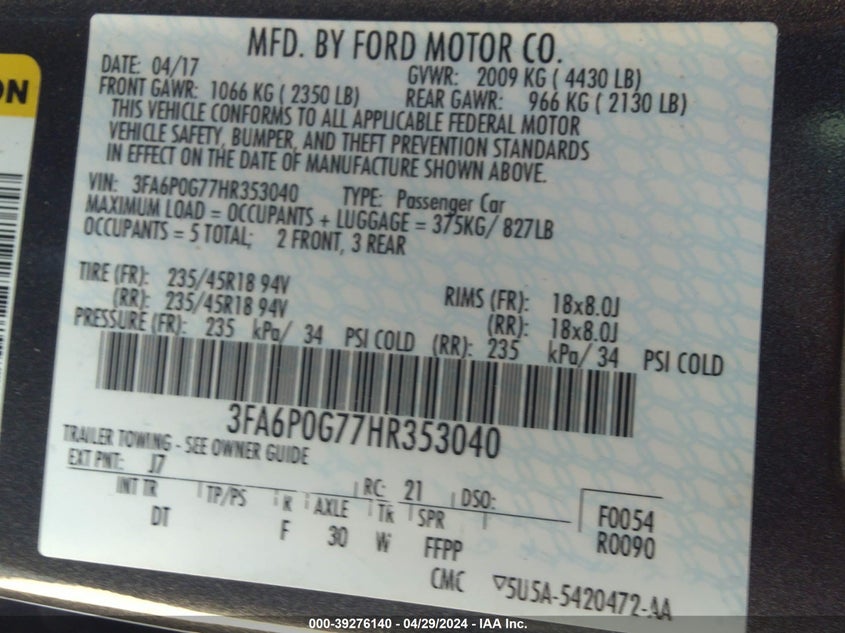 ON
MFD. BY FORD MOTOR CO.
DATE: 04/17 GVWR: 2009 KG ( 4430 LB)
FRONT GAWR: 1066 KG ( 2350 LB) REAR GAWR: 966 KG ( 2130 LB)
THIS VEHICLE CONFORMS TO ALL APPLICABLE FEDERAL MOTOR
VEHICLE SAFETY, BUMPER, AND THEFT PREVENTION STANDARDS
IN EFFECT ON THE DATE OF MANUFACTURE SHOWN ABOVE.
VIN: 3FA6P0G77HR353040 TYPE: Passenger Car
MAXIMUM LOAD = OCCUPANTS + LUGGAGE = 375KG/ 827LB
OCCUPANTS = 5 TOTAL; 2 FRONT, 3 REAR
TIRE (FR): 235/45R18 94V RIMS (FR): 18x8.0J
(RR): 235/45R18 94V (RR): 18x8.0J
PRESSURE (FR): 235 kPa/ 34 PSI COLD (RR): 235 kPa/ 34 PSI COLD
3FA6P0G77HR353040
TRAILER TOWING - SEE OWNER GUIDE
EXT PNT: J7 RC: 21 DSO: F0054
INT TR TP/PS R AXLE TR SPR R0090
DT F 30 W FFPP
CMC ▽5U5A-5420472-AA
000-39276140 - 04/29/2024 - IAA Inc.